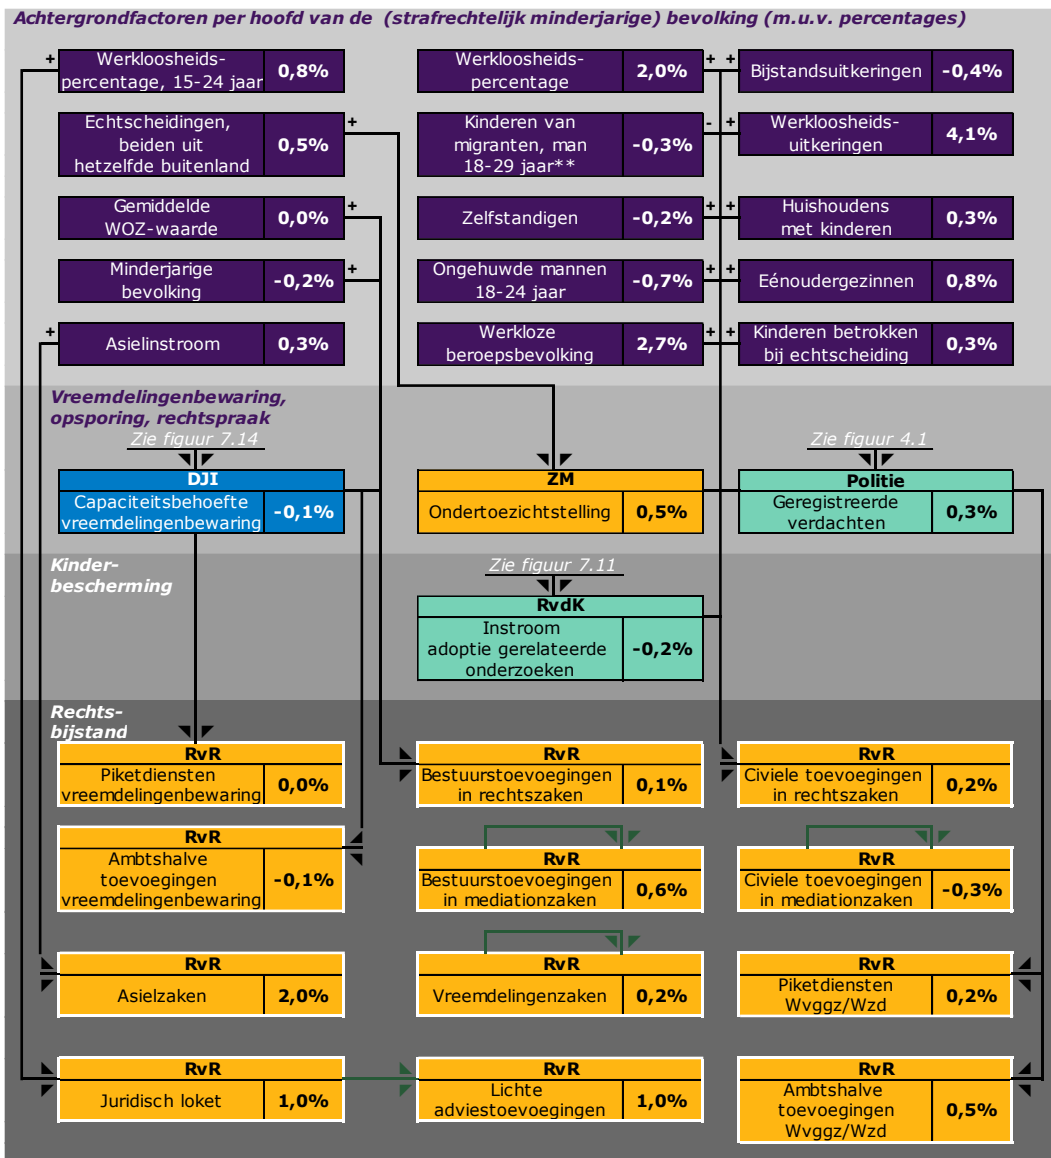 Achtergrondfactoren per hoofd van de (strafrechtelijk minderjarige) bevolking (m.u.v. percentages)
+
Werkloosheids-
percentage, 15-24 jaar
0,8%
Echtscheidingen,
beiden uit
hetzelfde buitenland
0,5%
+
Gemiddelde
WOZ-waarde
0,0%
+
Minderjarige
bevolking
-0,2%
+
+
Asielinstroom
0,3%
Werkloosheids-
percentage
2,0%
+
Kinderen van
migranten, man
18-29 jaar**
-0,3%
-
Zelfstandigen
-0,2%
+
Ongehuwde mannen
18-24 jaar
-0,7%
+
Werkloze
beroepsbevolking
2,7%
+
+
Bijstandsuitkeringen
-0,4%
+
Werkloosheids-
uitkeringen
4,1%
+
Huishoudens
met kinderen
0,3%
+
Eénoudergezinnen
0,8%
+
Kinderen betrokken
bij echtscheiding
0,3%
Vreemdelingenbewaring,
opsporing, rechtspraak
Zie figuur 7.14
DJI
Capaciteitsbehoefte
vreemdelingenbewaring
-0,1%
ZM
Ondertoezichtstelling
0,5%
Zie figuur 4.1
Politie
Geregistreerde
verdachten
0,3%
Kinder-
bescherming
Zie figuur 7.11
RvdK
Instroom
adoptie gerelateerde
onderzoeken
-0,2%
Rechts-
bijstand
RvR
Piketdiensten
vreemdelingenbewaring
0,0%
RvR
Bestuurstoevoegingen
in rechtszaken
0,1%
RvR
Civiele toevoegingen
in rechtszaken
0,2%
RvR
Ambtshalve
toevoegingen
vreemdelingenbewaring
-0,1%
RvR
Bestuurstoevoegingen
in mediationzaken
0,6%
RvR
Civiele toevoegingen
in mediationzaken
-0,3%
RvR
Asielzaken
2,0%
RvR
Vreemdelingenzaken
0,2%
RvR
Piketdiensten
Wvggz/Wzd
0,2%
RvR
Juridisch loket
1,0%
RvR
Lichte
adviestoevoegingen
1,0%
RvR
Ambtshalve
toevoegingen
Wvggz/Wzd
0,5%